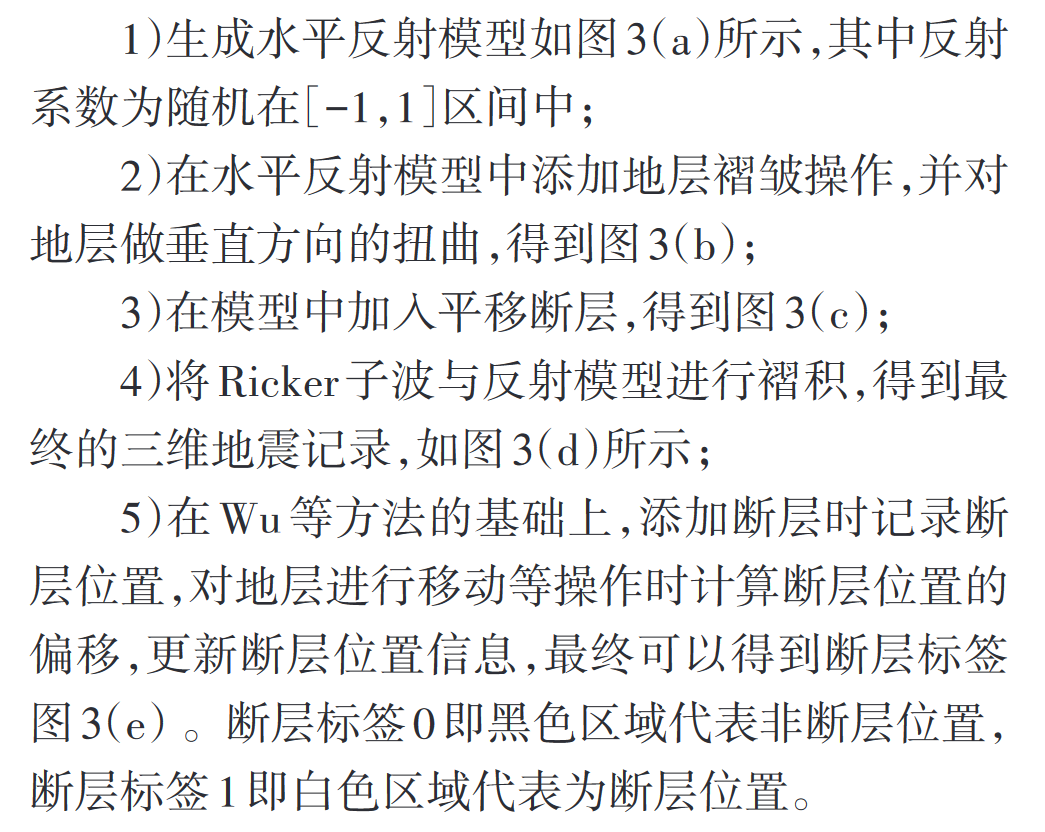 1)生成水平反射模型如图3(a)所示,其中反射
系数为随机在[-1,1]区间中;
2)在水平反射模型中添加地层褶皱操作,并对
地层做垂直方向的扭曲,得到图3(b);
3)在模型中加入平移断层,得到图3(c);
4)将Ricker子波与反射模型进行褶积,得到最
终的三维地震记录,如图3(d)所示;
5)在Wu等方法的基础上,添加断层时记录断
层位置,对地层进行移动等操作时计算断层位置的
偏移,更新断层位置信息,最终可以得到断层标签
图3(e)。断层标签0即黑色区域代表非断层位置,
断层标签1即白色区域代表为断层位置。